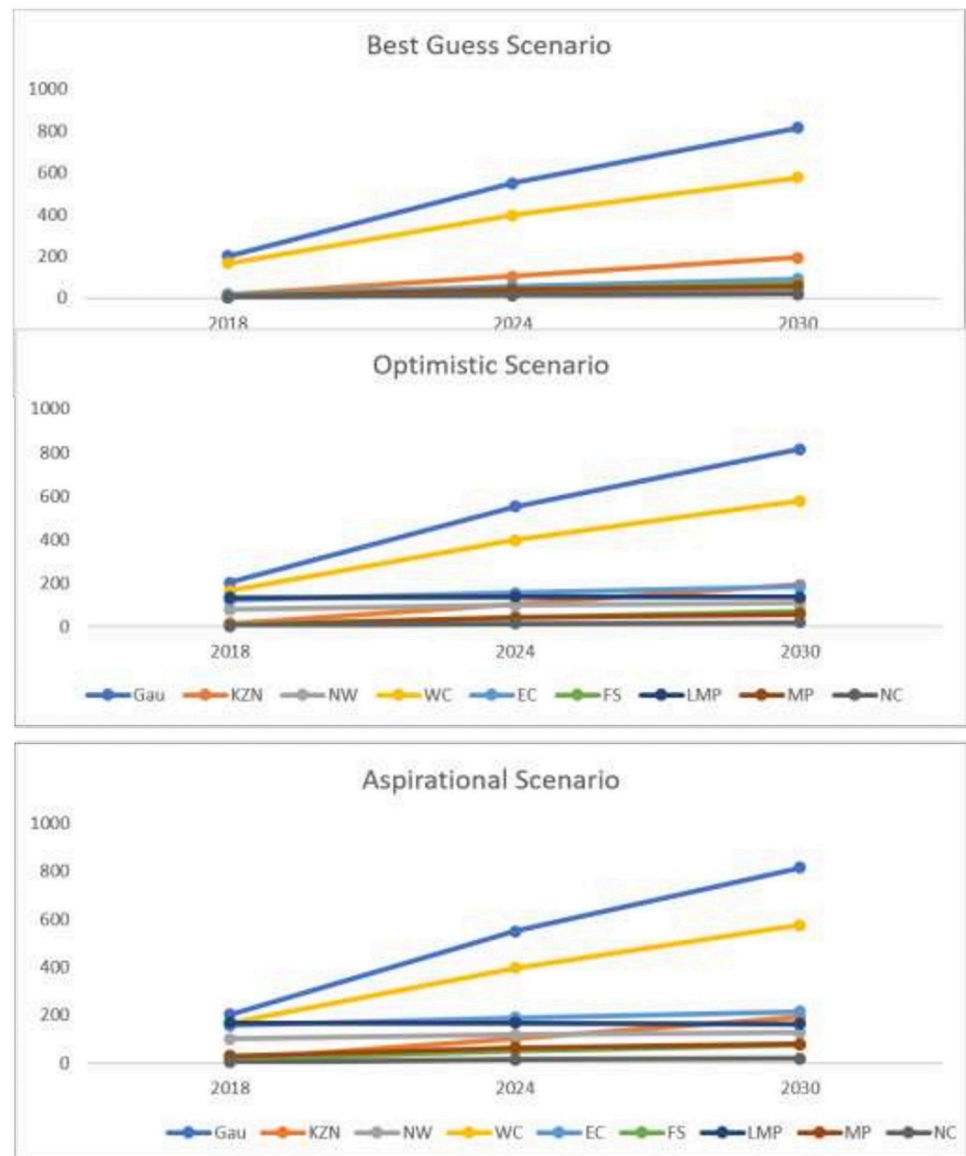 Best Guess Scenario
1000
800
600
400
200
0
2018 2024 2030
Optimistic Scenario
1000
800
600
400
200
0
2018 2024 2030
Gau KZN NW WC EC FS LMP MP NC
Aspirational Scenario
1000
800
600
400
200
0
2018 2024 2030
Gau KZN NW WC EC FS LMP MP NC